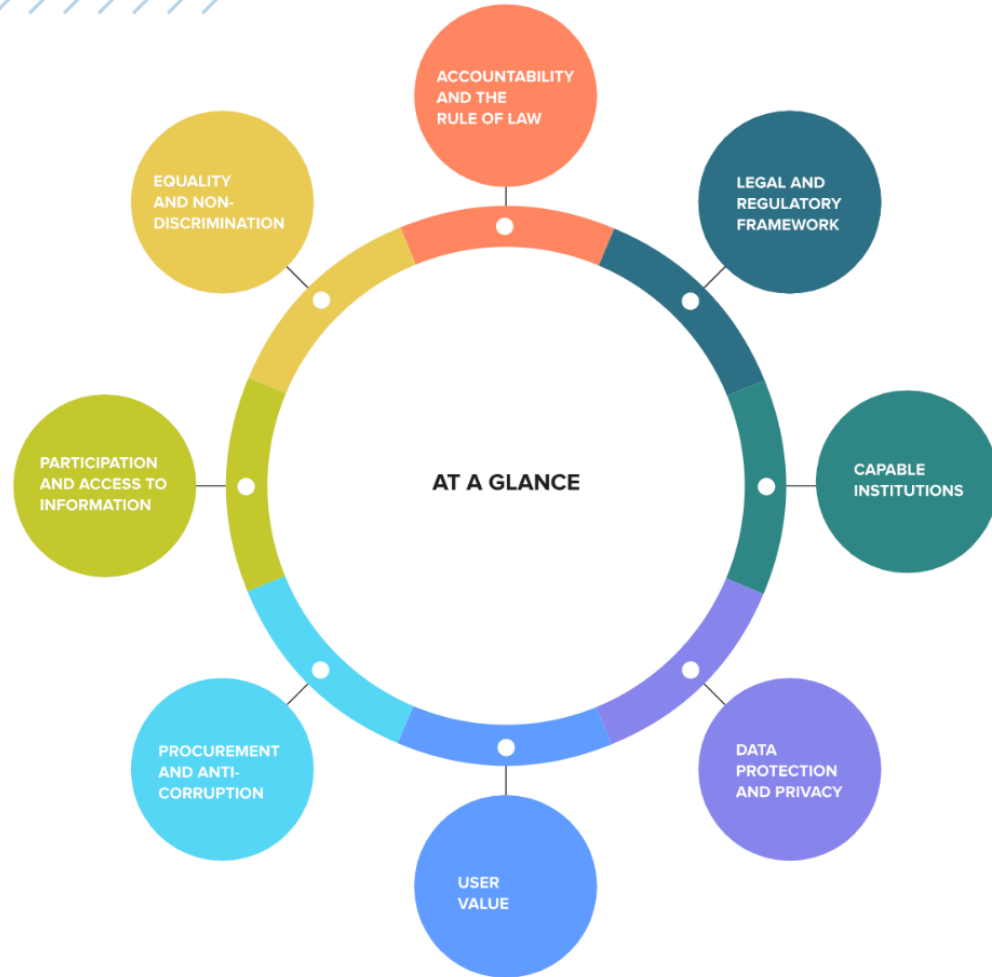 ACCOUNTABILITY
AND THE
RULE OF LAW
LEGAL AND
REGULATORY
FRAMEWORK
CAPABLE
INSTITUTIONS
DATA
PROTECTION
AND PRIVACY
USER
VALUE
PROCUREMENT
AND ANTI-
CORRUPTION
PARTICIPATION
AND ACCESS TO
INFORMATION
EQUALITY
AND NON-
DISCRIMINATION
AT A GLANCE